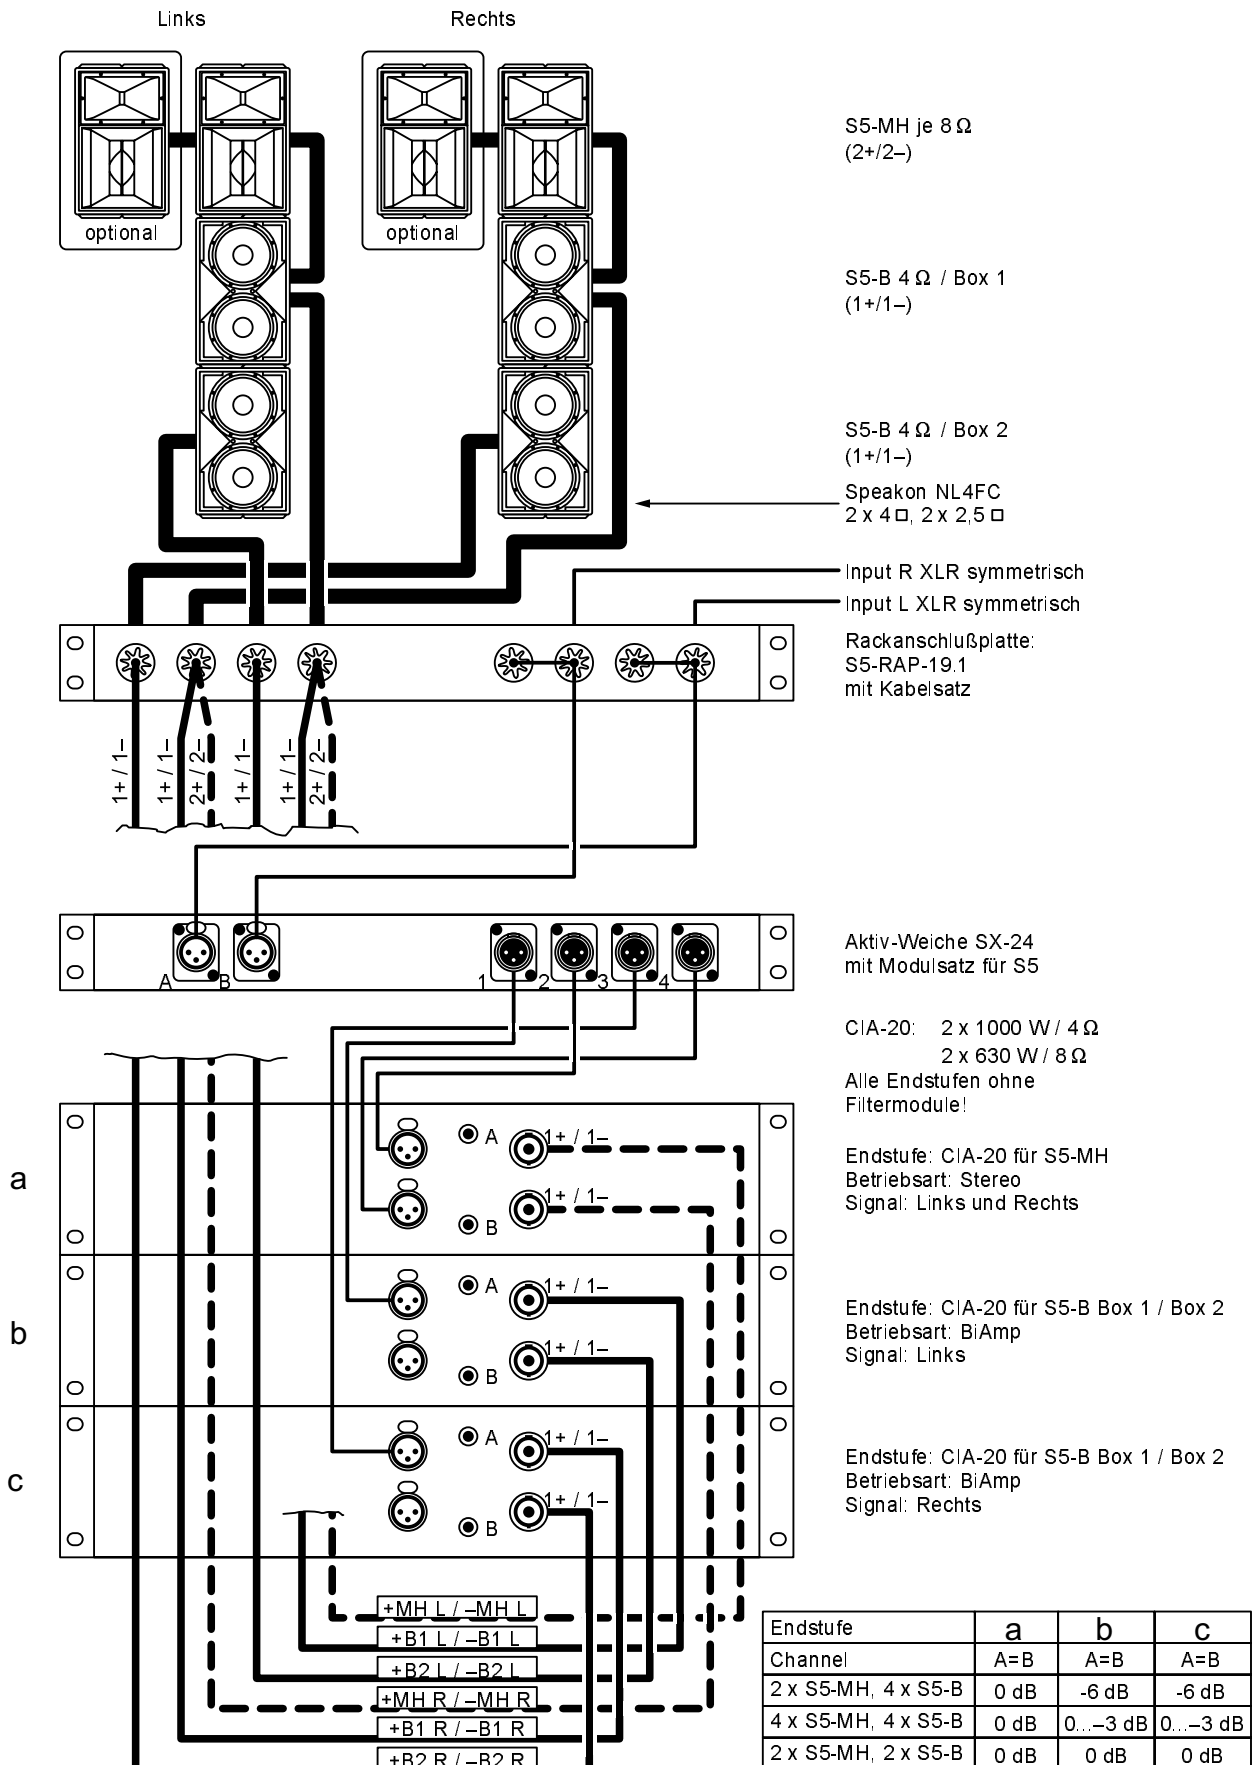 Links Rechts
optional optional
S5-MH je 8 Ω
(2+/2–)
S5-B 4 Ω / Box 1
(1+/1–)
S5-B 4 Ω / Box 2
(1+/1–)
Speakon NL4FC
2 x 4 □, 2 x 2,5 □
Input R XLR symmetrisch
Input L XLR symmetrisch
Rackanschlußplatte:
S5-RAP-19.1
mit Kabelsatz
1+ / 1– 1+ / 1– 2+ / 2– 1+ / 1– 1+ / 1– 2+ / 2–
A B 1 2 3 4
Aktiv-Weiche SX-24
mit Modulsatz für S5
CIA-20: 2 x 1000 W / 4 Ω
2 x 630 W / 8 Ω
Alle Endstufen ohne
Filtermodule!
a
A 1+ / 1–
B 1+ / 1–
Endstufe: CIA-20 für S5-MH
Betriebsart: Stereo
Signal: Links und Rechts
b
A 1+ / 1–
B 1+ / 1–
Endstufe: CIA-20 für S5-B Box 1 / Box 2
Betriebsart: BiAmp
Signal: Links
c
A 1+ / 1–
B 1+ / 1–
Endstufe: CIA-20 für S5-B Box 1 / Box 2
Betriebsart: BiAmp
Signal: Rechts
+MH L / –MH L
+B1 L / –B1 L
+B2 L / –B2 L
+MH R / –MH R
+B1 R / –B1 R
+B2 R / –B2 R
Endstufe a b c
Channel A=B A=B A=B
2 x S5-MH, 4 x S5-B 0 dB -6 dB -6 dB
4 x S5-MH, 4 x S5-B 0 dB 0...–3 dB 0...–3 dB
2 x S5-MH, 2 x S5-B 0 dB 0 dB 0 dB